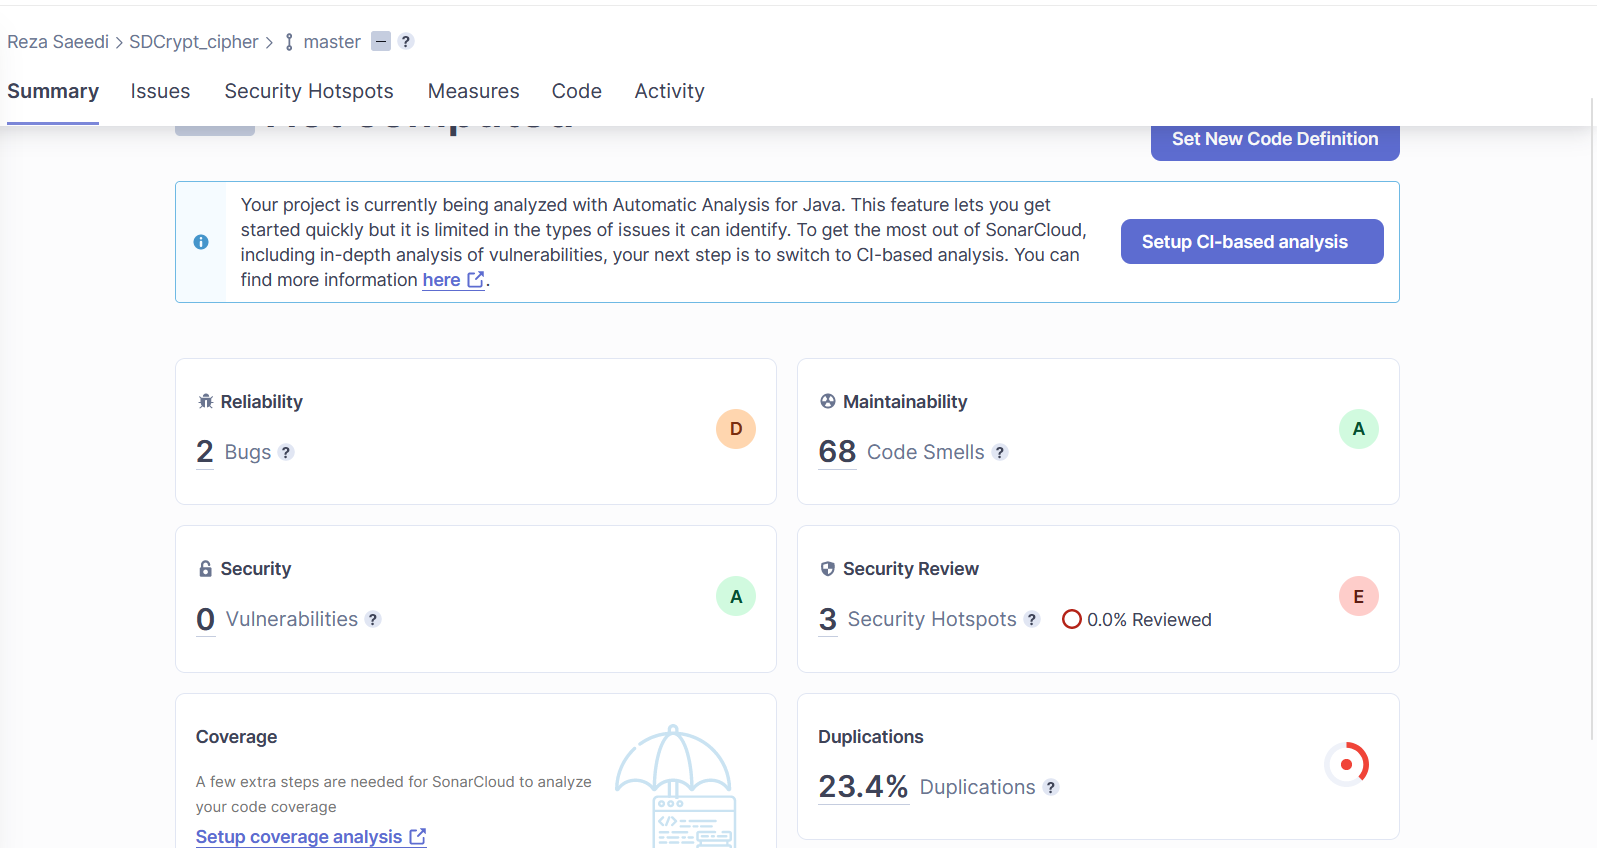 Reza Saeedi > SDCrypt_cipher > master — ?
Summary Issues Security Hotspots Measures Code Activity
Not computed
Set New Code Definition
Your project is currently being analyzed with Automatic Analysis for Java. This feature lets you get
started quickly but it is limited in the types of issues it can identify. To get the most out of SonarCloud,
including in-depth analysis of vulnerabilities, your next step is to switch to CI-based analysis. You can
find more information here.
Setup CI-based analysis
Reliability
2 Bugs ?
D
Maintainability
68 Code Smells ?
A
Security
0 Vulnerabilities ?
A
Security Review
3 Security Hotspots ? 0.0% Reviewed
E
Coverage
A few extra steps are needed for SonarCloud to analyze
your code coverage
Setup coverage analysis
Duplications
23.4% Duplications ?